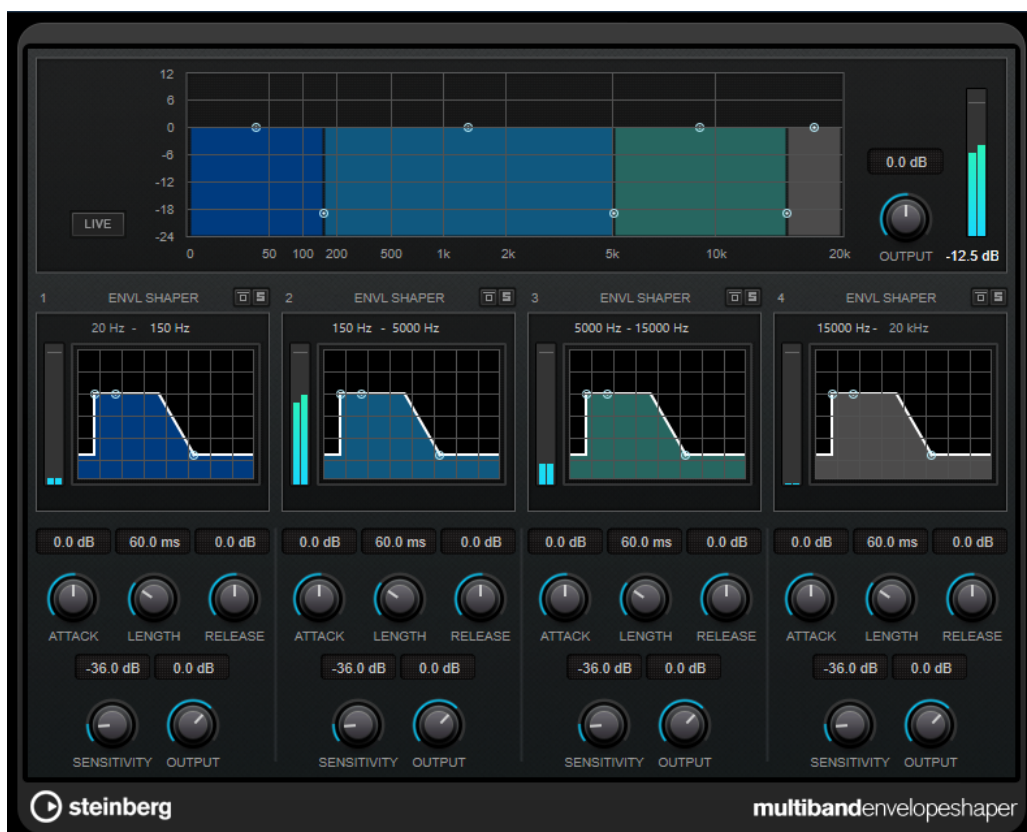 12
6
0
-6
-12
-18
-24
LIVE
0 50 100 200 500 1k 2k 5k 10k 20k
0.0 dB
OUTPUT -12.5 dB
1 ENVL SHAPER S 2 ENVL SHAPER S 3 ENVL SHAPER S 4 ENVL SHAPER S
20 Hz - 150 Hz 150 Hz - 5000 Hz 5000 Hz - 15000 Hz 15000 Hz - 20 kHz
0.0 dB 60.0 ms 0.0 dB 0.0 dB 60.0 ms 0.0 dB 0.0 dB 60.0 ms 0.0 dB 0.0 dB 60.0 ms 0.0 dB
ATTACK LENGTH RELEASE ATTACK LENGTH RELEASE ATTACK LENGTH RELEASE ATTACK LENGTH RELEASE
-36.0 dB 0.0 dB -36.0 dB 0.0 dB -36.0 dB 0.0 dB -36.0 dB 0.0 dB
SENSITIVITY OUTPUT SENSITIVITY OUTPUT SENSITIVITY OUTPUT SENSITIVITY OUTPUT
steinberg multibandenvelopeshaper